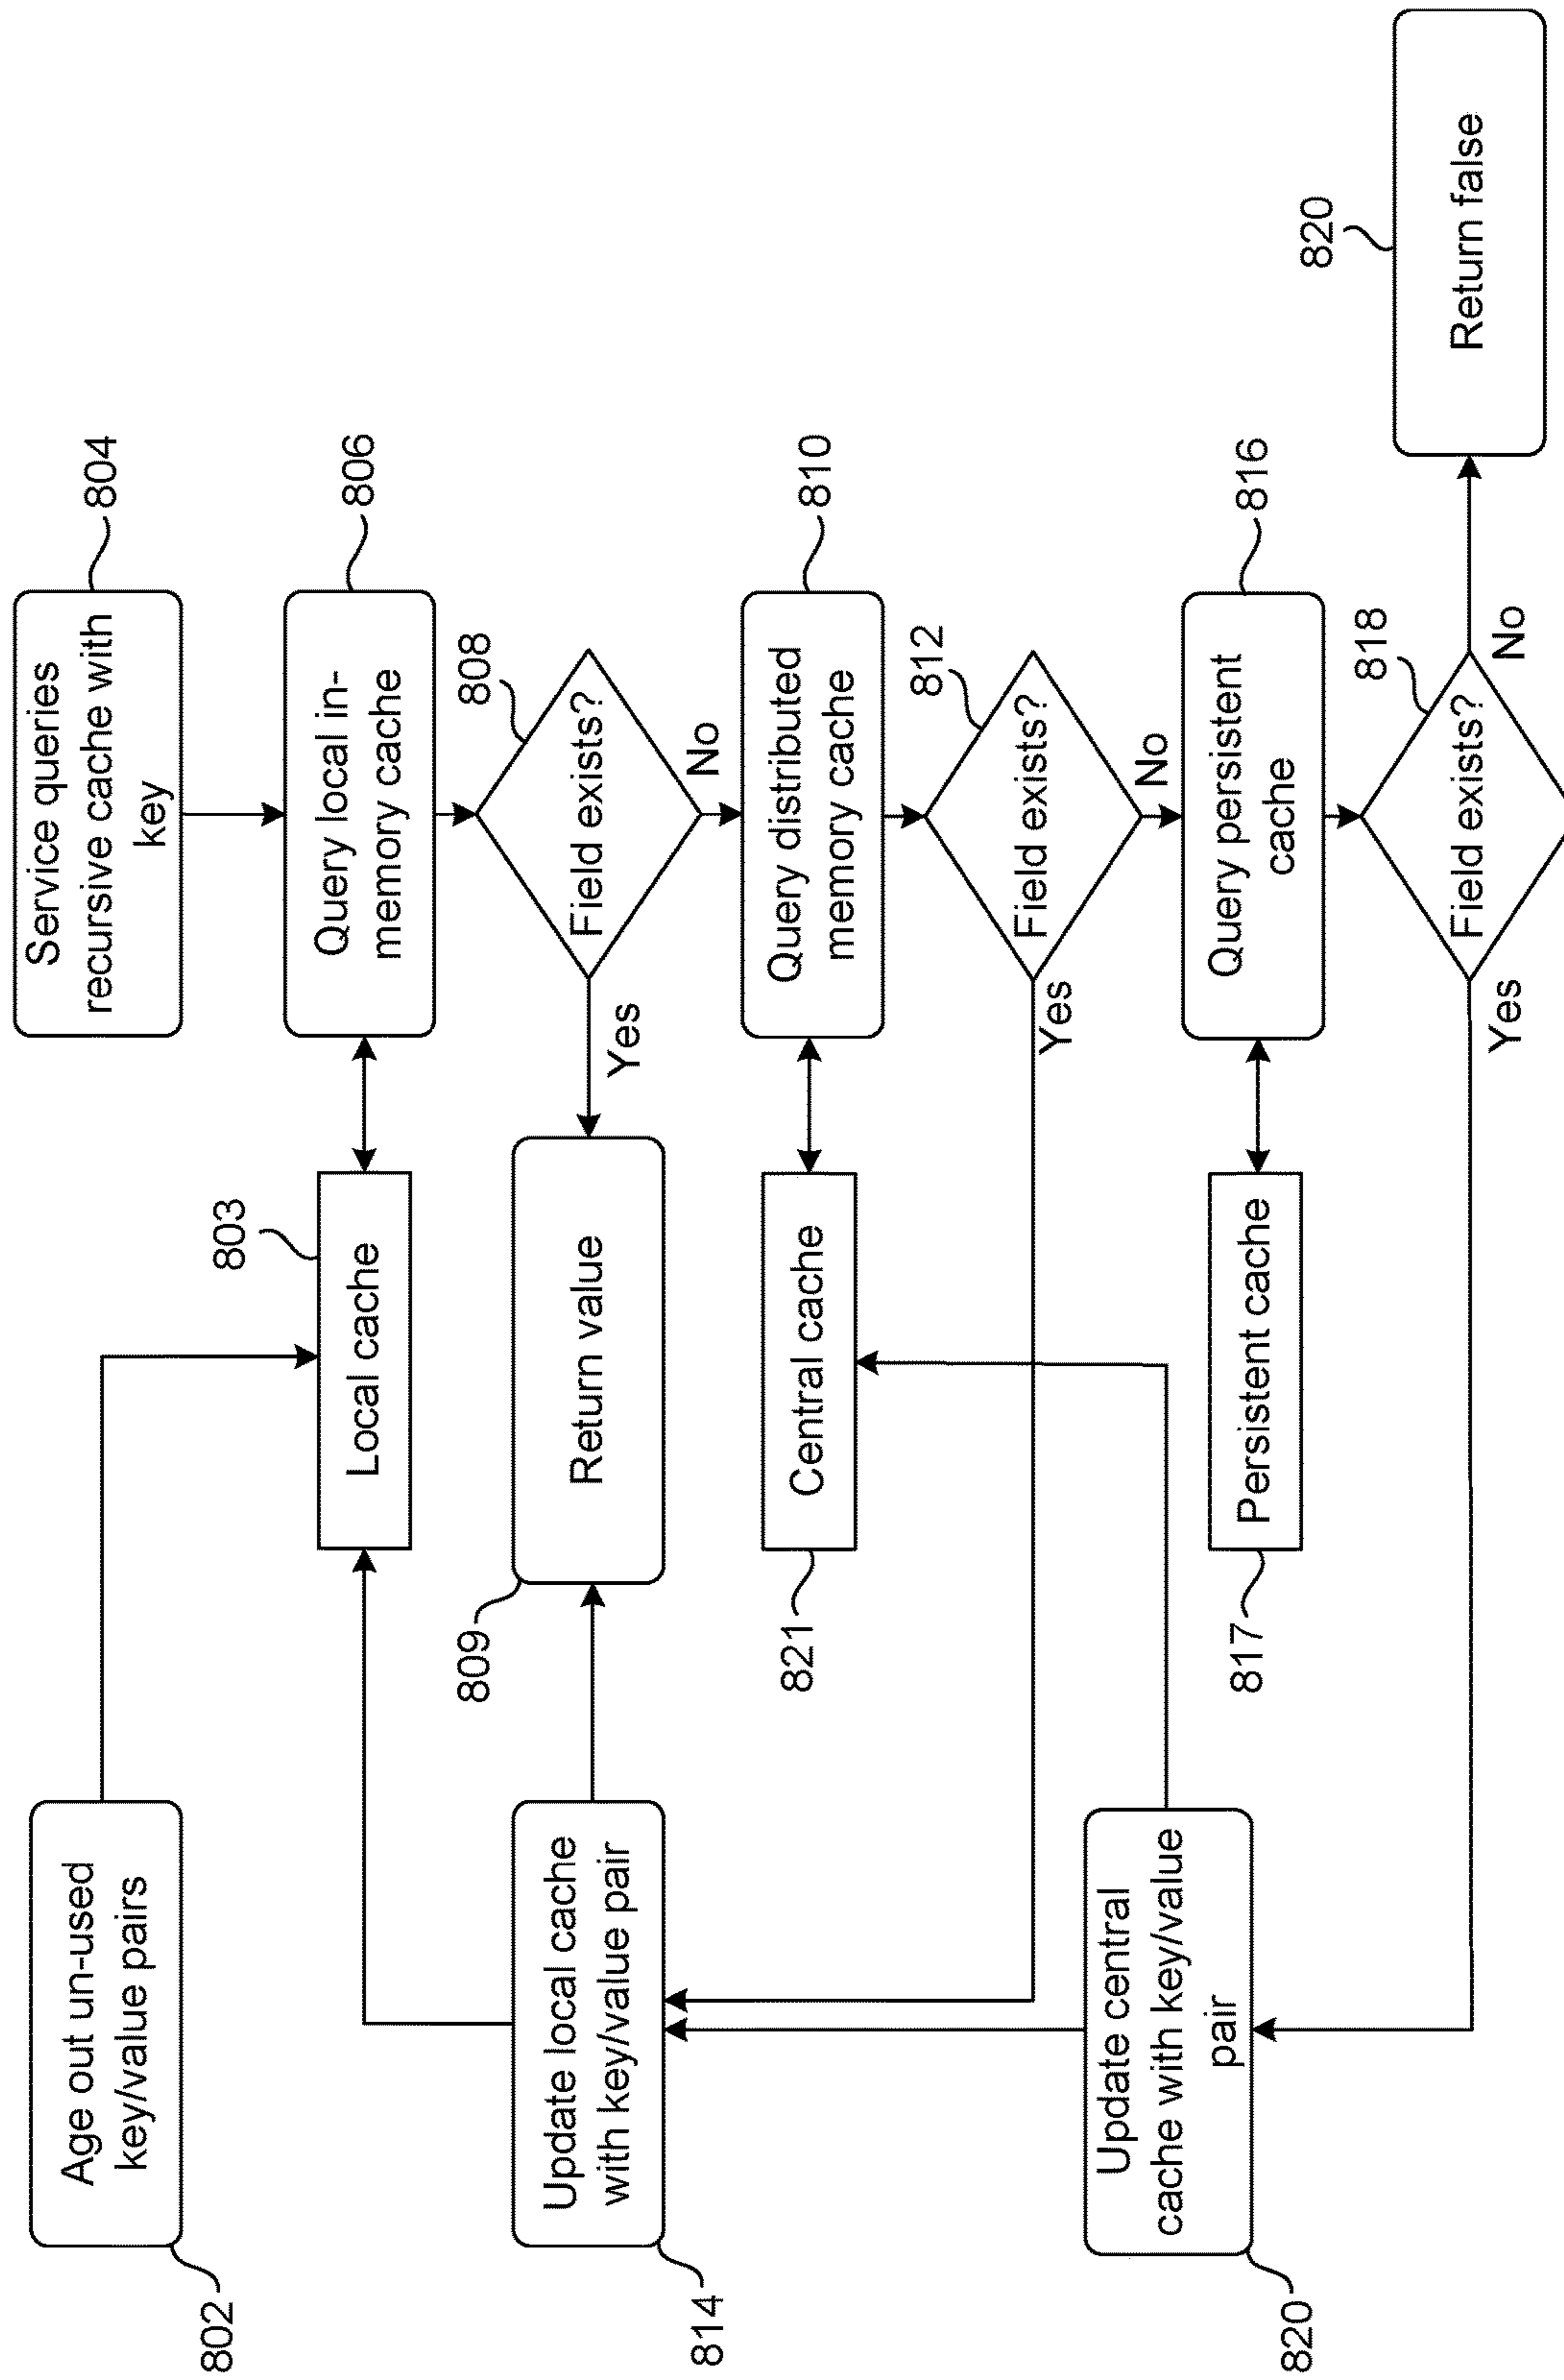 Age out un-used
key/value pairs
802
Service queries
recursive cache with
key
804
803
Local cache
Query local in-
memory cache
806
808
Field exists?
Yes
No
Return value
809
Update local cache
with key/value pair
814
Query distributed
memory cache
810
Central cache
821
812
Field exists?
Yes
No
Query persistent
cache
816
Persistent cache
817
Update central
cache with key/value
pair
820
818
Field exists?
Yes
No
Return false
820